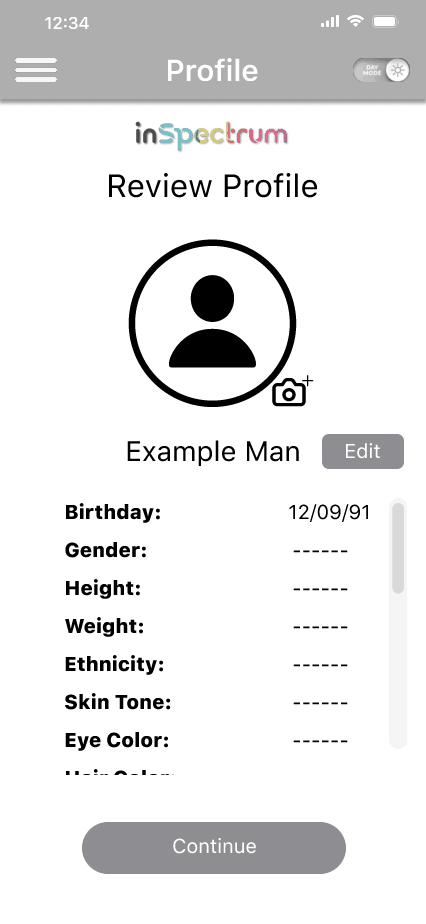 12:34
Profile
DAY
MODE
inSpectrum
Review Profile
Example Man Edit
Birthday: 12/09/91
Gender: ------
Height: ------
Weight: ------
Ethnicity: ------
Skin Tone: ------
Eye Color: ------
Hair Color:
Continue